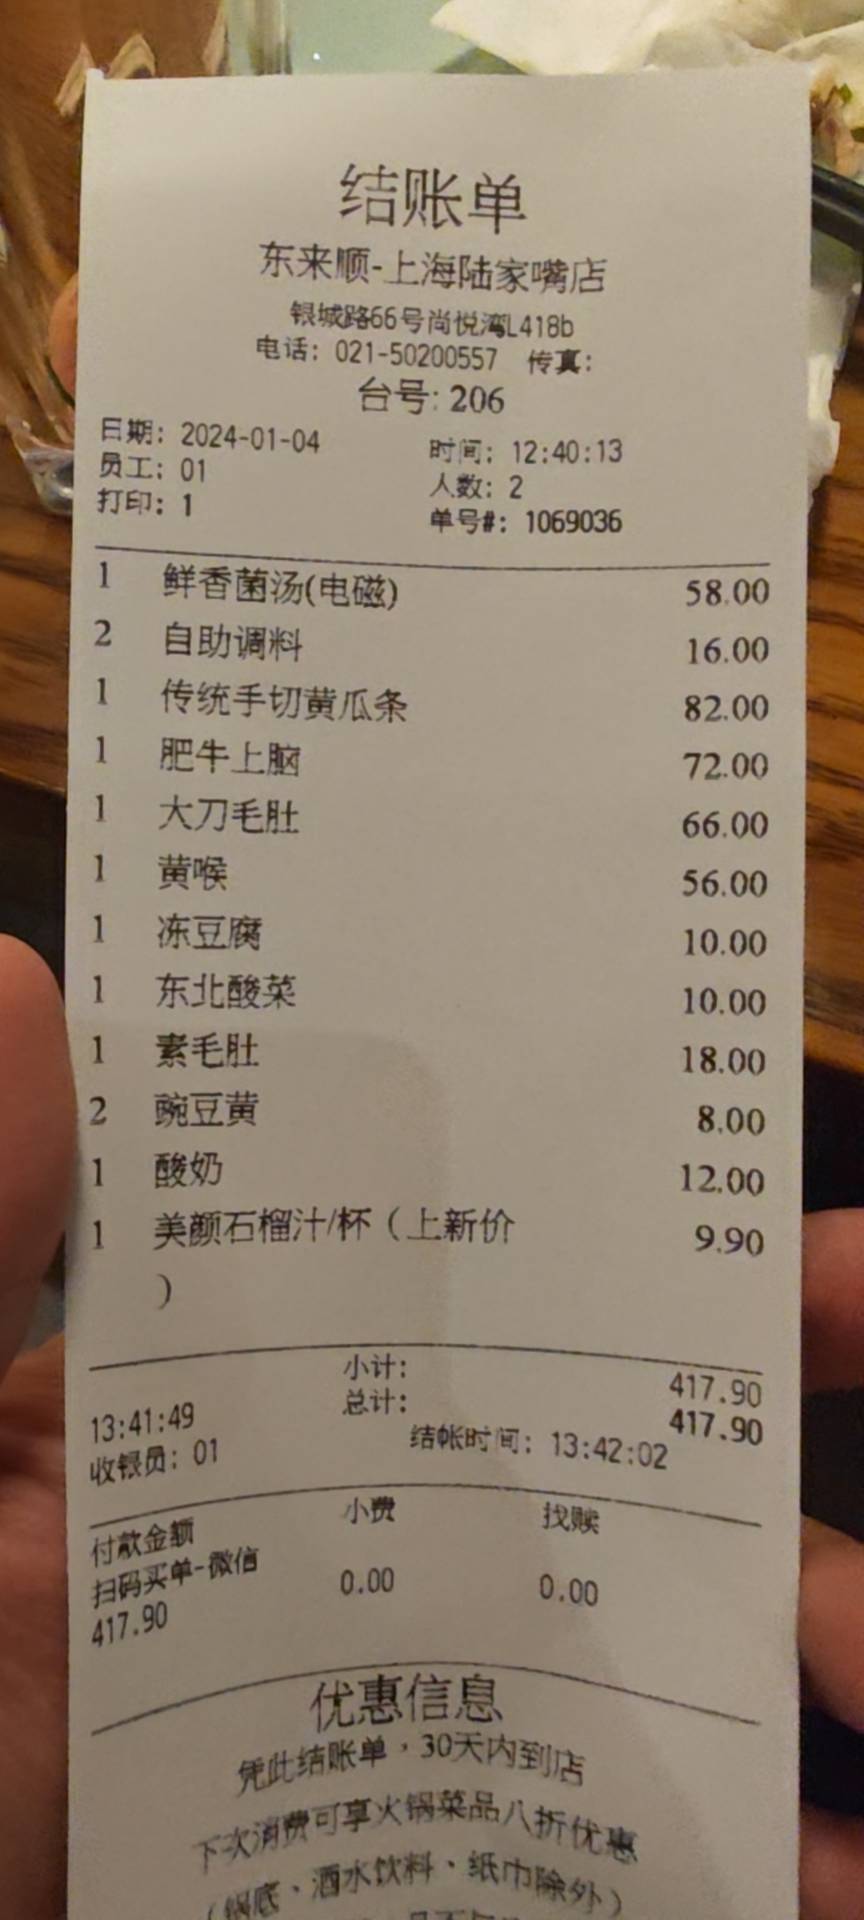 结账单
东来顺-上海陆家嘴店
银城路66号尚悦湾L418b
电话：021-50200557 传真：
台号: 206
日期：2024-01-04 时间：12:40:13
员工：01 人数：2
打印：1 单号#：1069036
1 鲜香菌汤(电磁) 58.00
2 自助调料 16.00
1 传统手切黄瓜条 82.00
1 肥牛上脑 72.00
1 大刀毛肚 66.00
1 黄喉 56.00
1 冻豆腐 10.00
1 东北酸菜 10.00
1 素毛肚 18.00
2 豌豆黄 8.00
1 酸奶 12.00
1 美颜石榴汁/杯（上新价 9.90
）
小计： 417.90
13:41:49 总计： 417.90
收银员：01 结帐时间：13:42:02
付款金额 小费 找赎
扫码买单-微信 0.00 0.00
417.90
优惠信息
凭此结账单，30天内到店
下次消费可享火锅菜品八折优惠
（锅底、酒水饮料、纸巾除外）